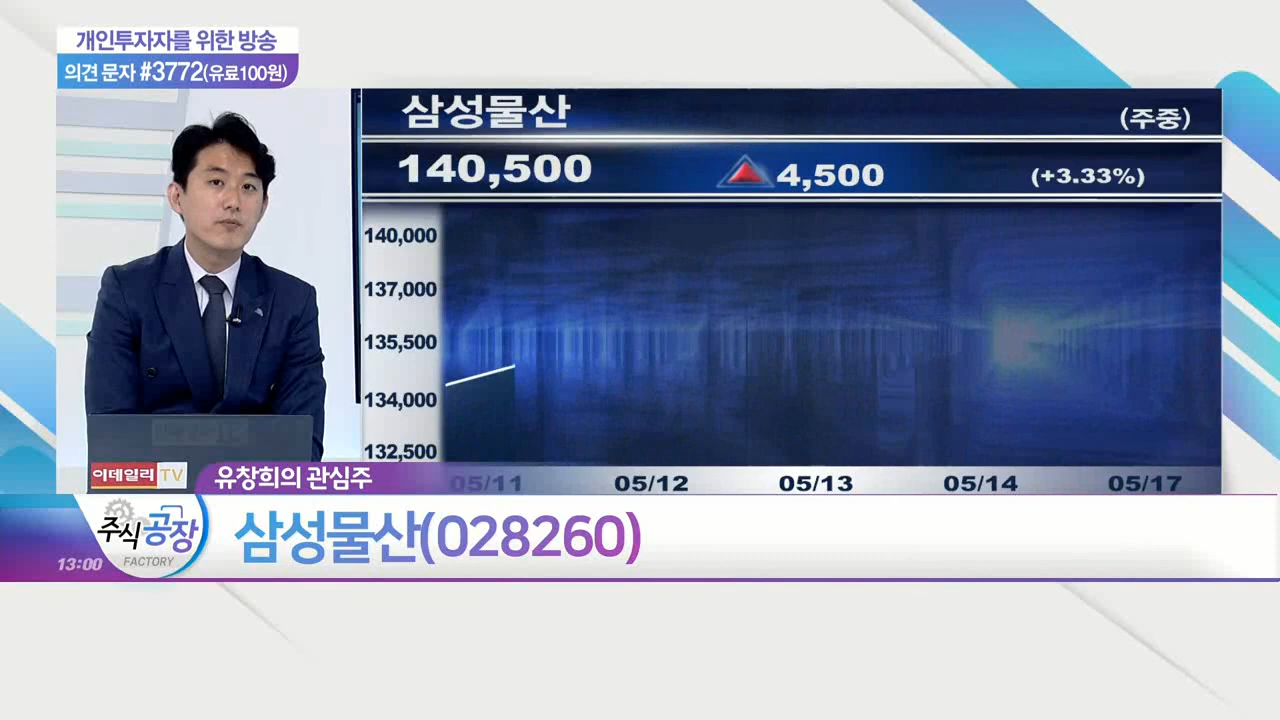 개인투자자를 위한 방송
의견 문자 #3772(유료100원)
삼성물산
(주중)
140,500
4,500
(+3.33%)
140,000
137,000
135,500
134,000
132,500
05/11 05/12 05/13 05/14 05/17
이데일리 TV
유창희의 관심주
주식공장
FACTORY
13:00
삼성물산(028260)